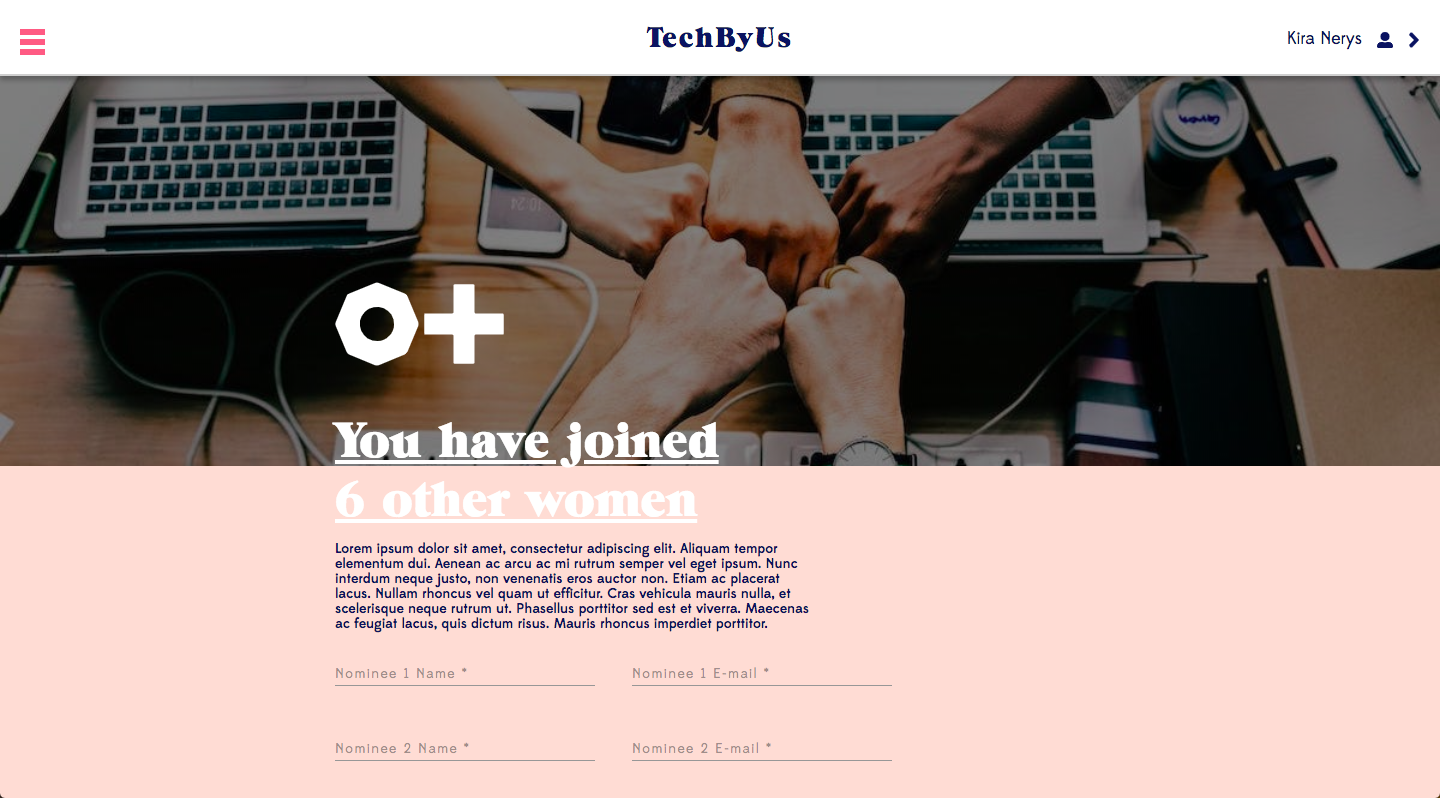 TechByUs
Kira Nerys
You have joined
6 other women
Lorem ipsum dolor sit amet, consectetur adipiscing elit. Aliquam tempor
elementum dui. Aenean ac arcu ac mi rutrum semper vel eget ipsum. Nunc
interdum neque justo, non venenatis eros auctor non. Etiam ac placerat
lacus. Nullam rhoncus vel quam ut efficitur. Cras vehicula mauris nulla, et
scelerisque neque rutrum ut. Phasellus porttitor sed est et viverra. Maecenas
ac feugiat lacus, quis dictum risus. Mauris rhoncus imperdiet porttitor.
Nominee 1 Name * Nominee 1 E-mail *
Nominee 2 Name * Nominee 2 E-mail *